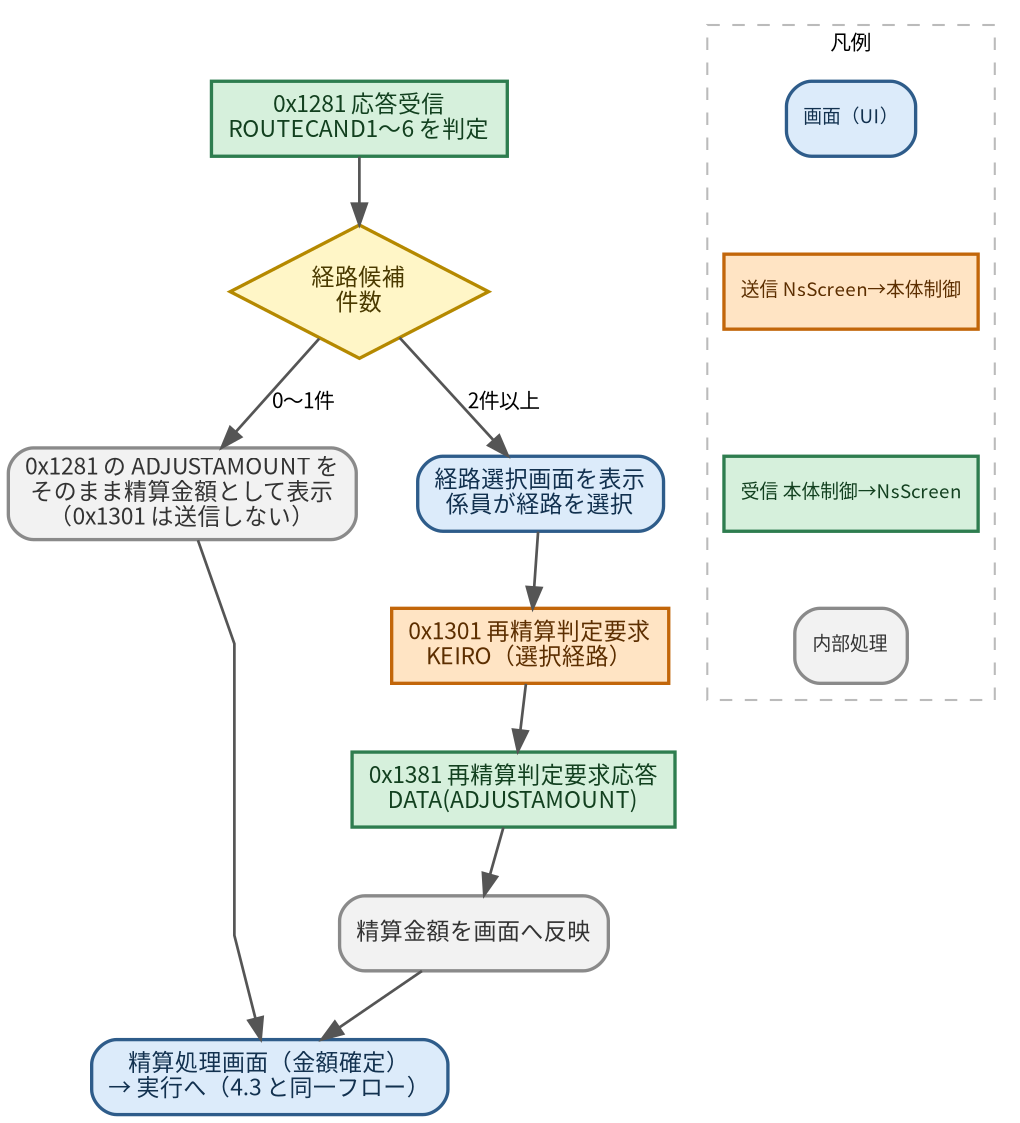 0x1281 応答受信
ROUTECAND1～6 を判定
経路候補
件数
0～1件
2件以上
0x1281 の ADJUSTAMOUNT を
そのまま精算金額として表示
（0x1301 は送信しない）
経路選択画面を表示
係員が経路を選択
0x1301 再精算判定要求
KEIRO（選択経路）
0x1381 再精算判定要求応答
DATA(ADJUSTAMOUNT)
精算金額を画面へ反映
精算処理画面（金額確定）
→ 実行へ（4.3 と同一フロー）
凡例
画面（UI）
送信 NsScreen→本体制御
受信 本体制御→NsScreen
内部処理